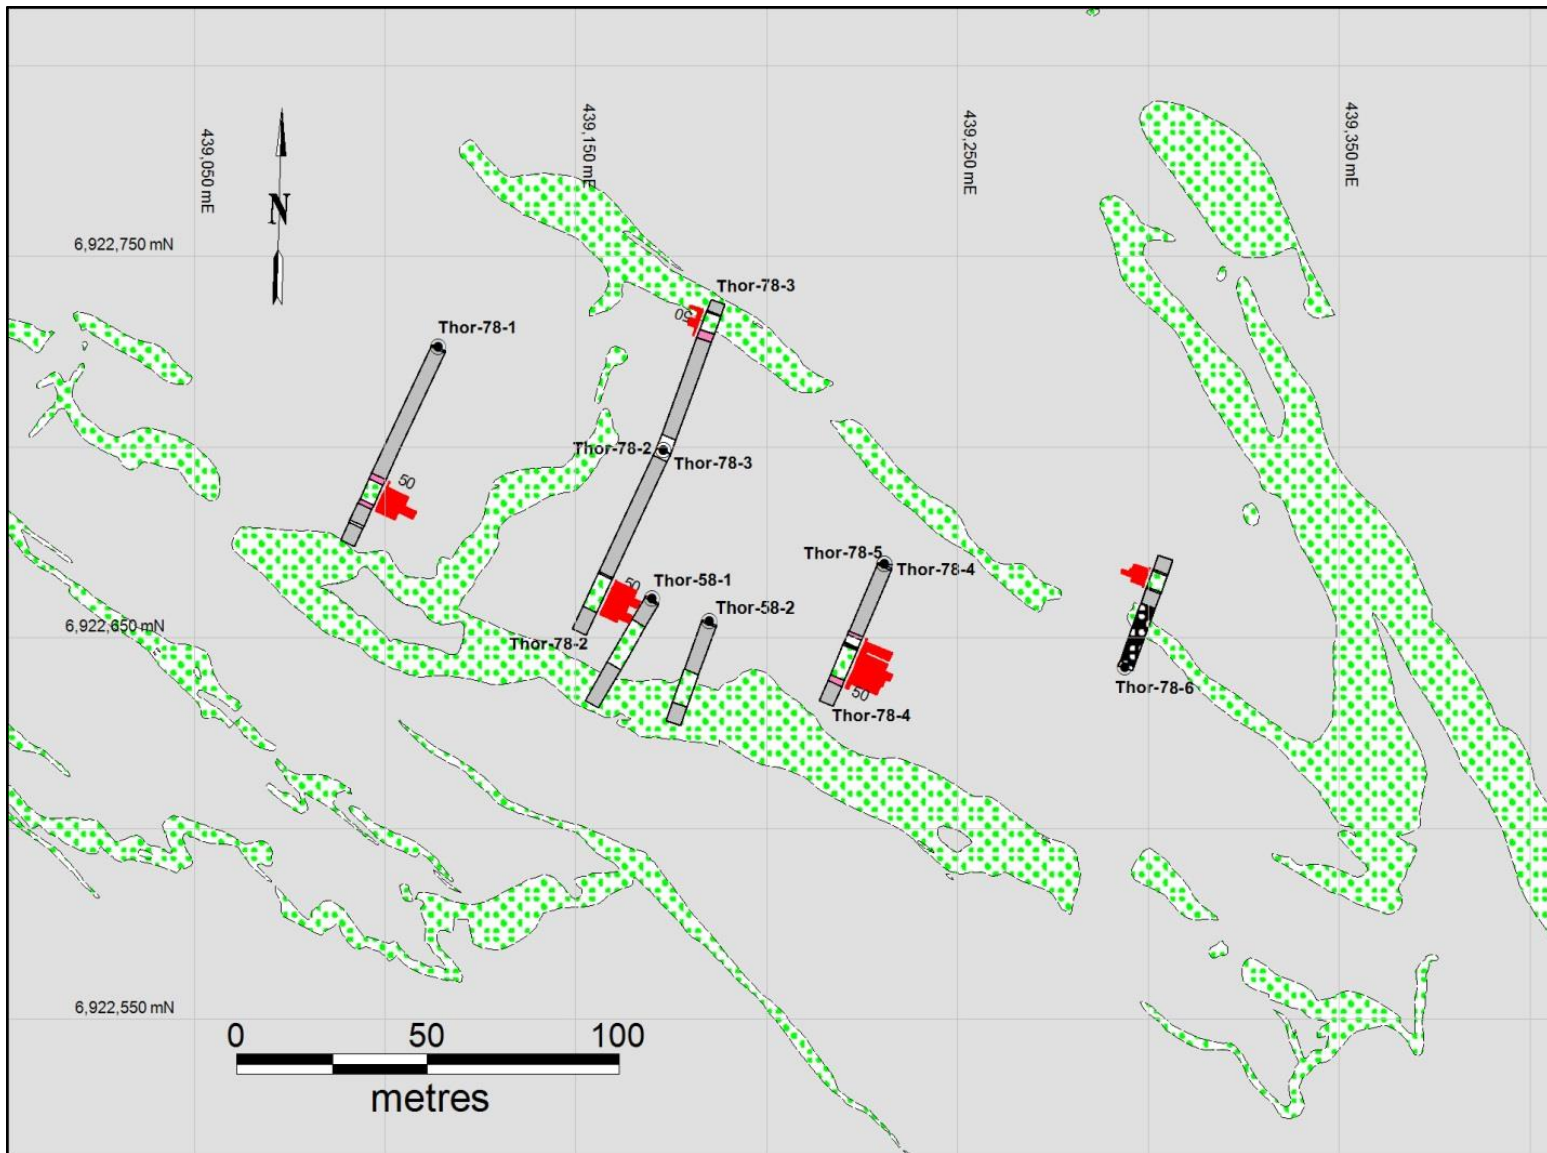 439,050 mE
439,150 mE
439,250 mE
439,350 mE
N
6,922,750 mN
Thor-78-3
50
Thor-78-1
Thor-78-2
Thor-78-3
50
Thor-78-5
Thor-78-4
50
Thor-58-1
Thor-58-2
6,922,650 mN
Thor-78-2
Thor-78-6
50
Thor-78-4
6,922,550 mN
0 50 100
metres